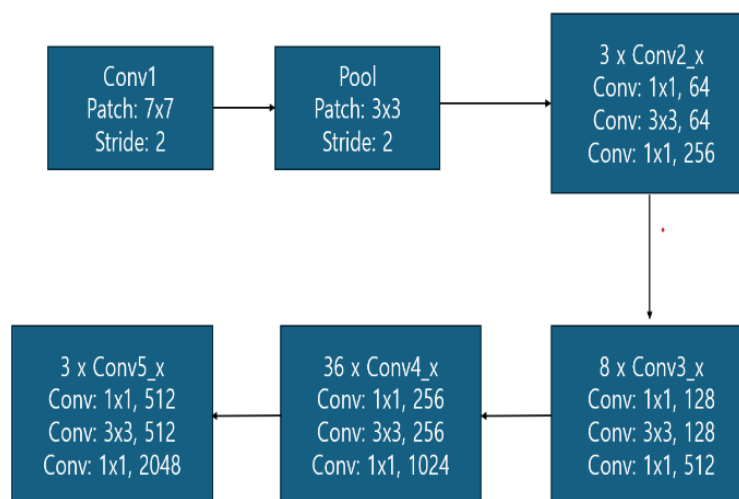 Conv1
Patch: 7x7
Stride: 2
Pool
Patch: 3x3
Stride: 2
3 x Conv2_x
Conv: 1x1, 64
Conv: 3x3, 64
Conv: 1x1, 256
8 x Conv3_x
Conv: 1x1, 128
Conv: 3x3, 128
Conv: 1x1, 512
36 x Conv4_x
Conv: 1x1, 256
Conv: 3x3, 256
Conv: 1x1, 1024
3 x Conv5_x
Conv: 1x1, 512
Conv: 3x3, 512
Conv: 1x1, 2048